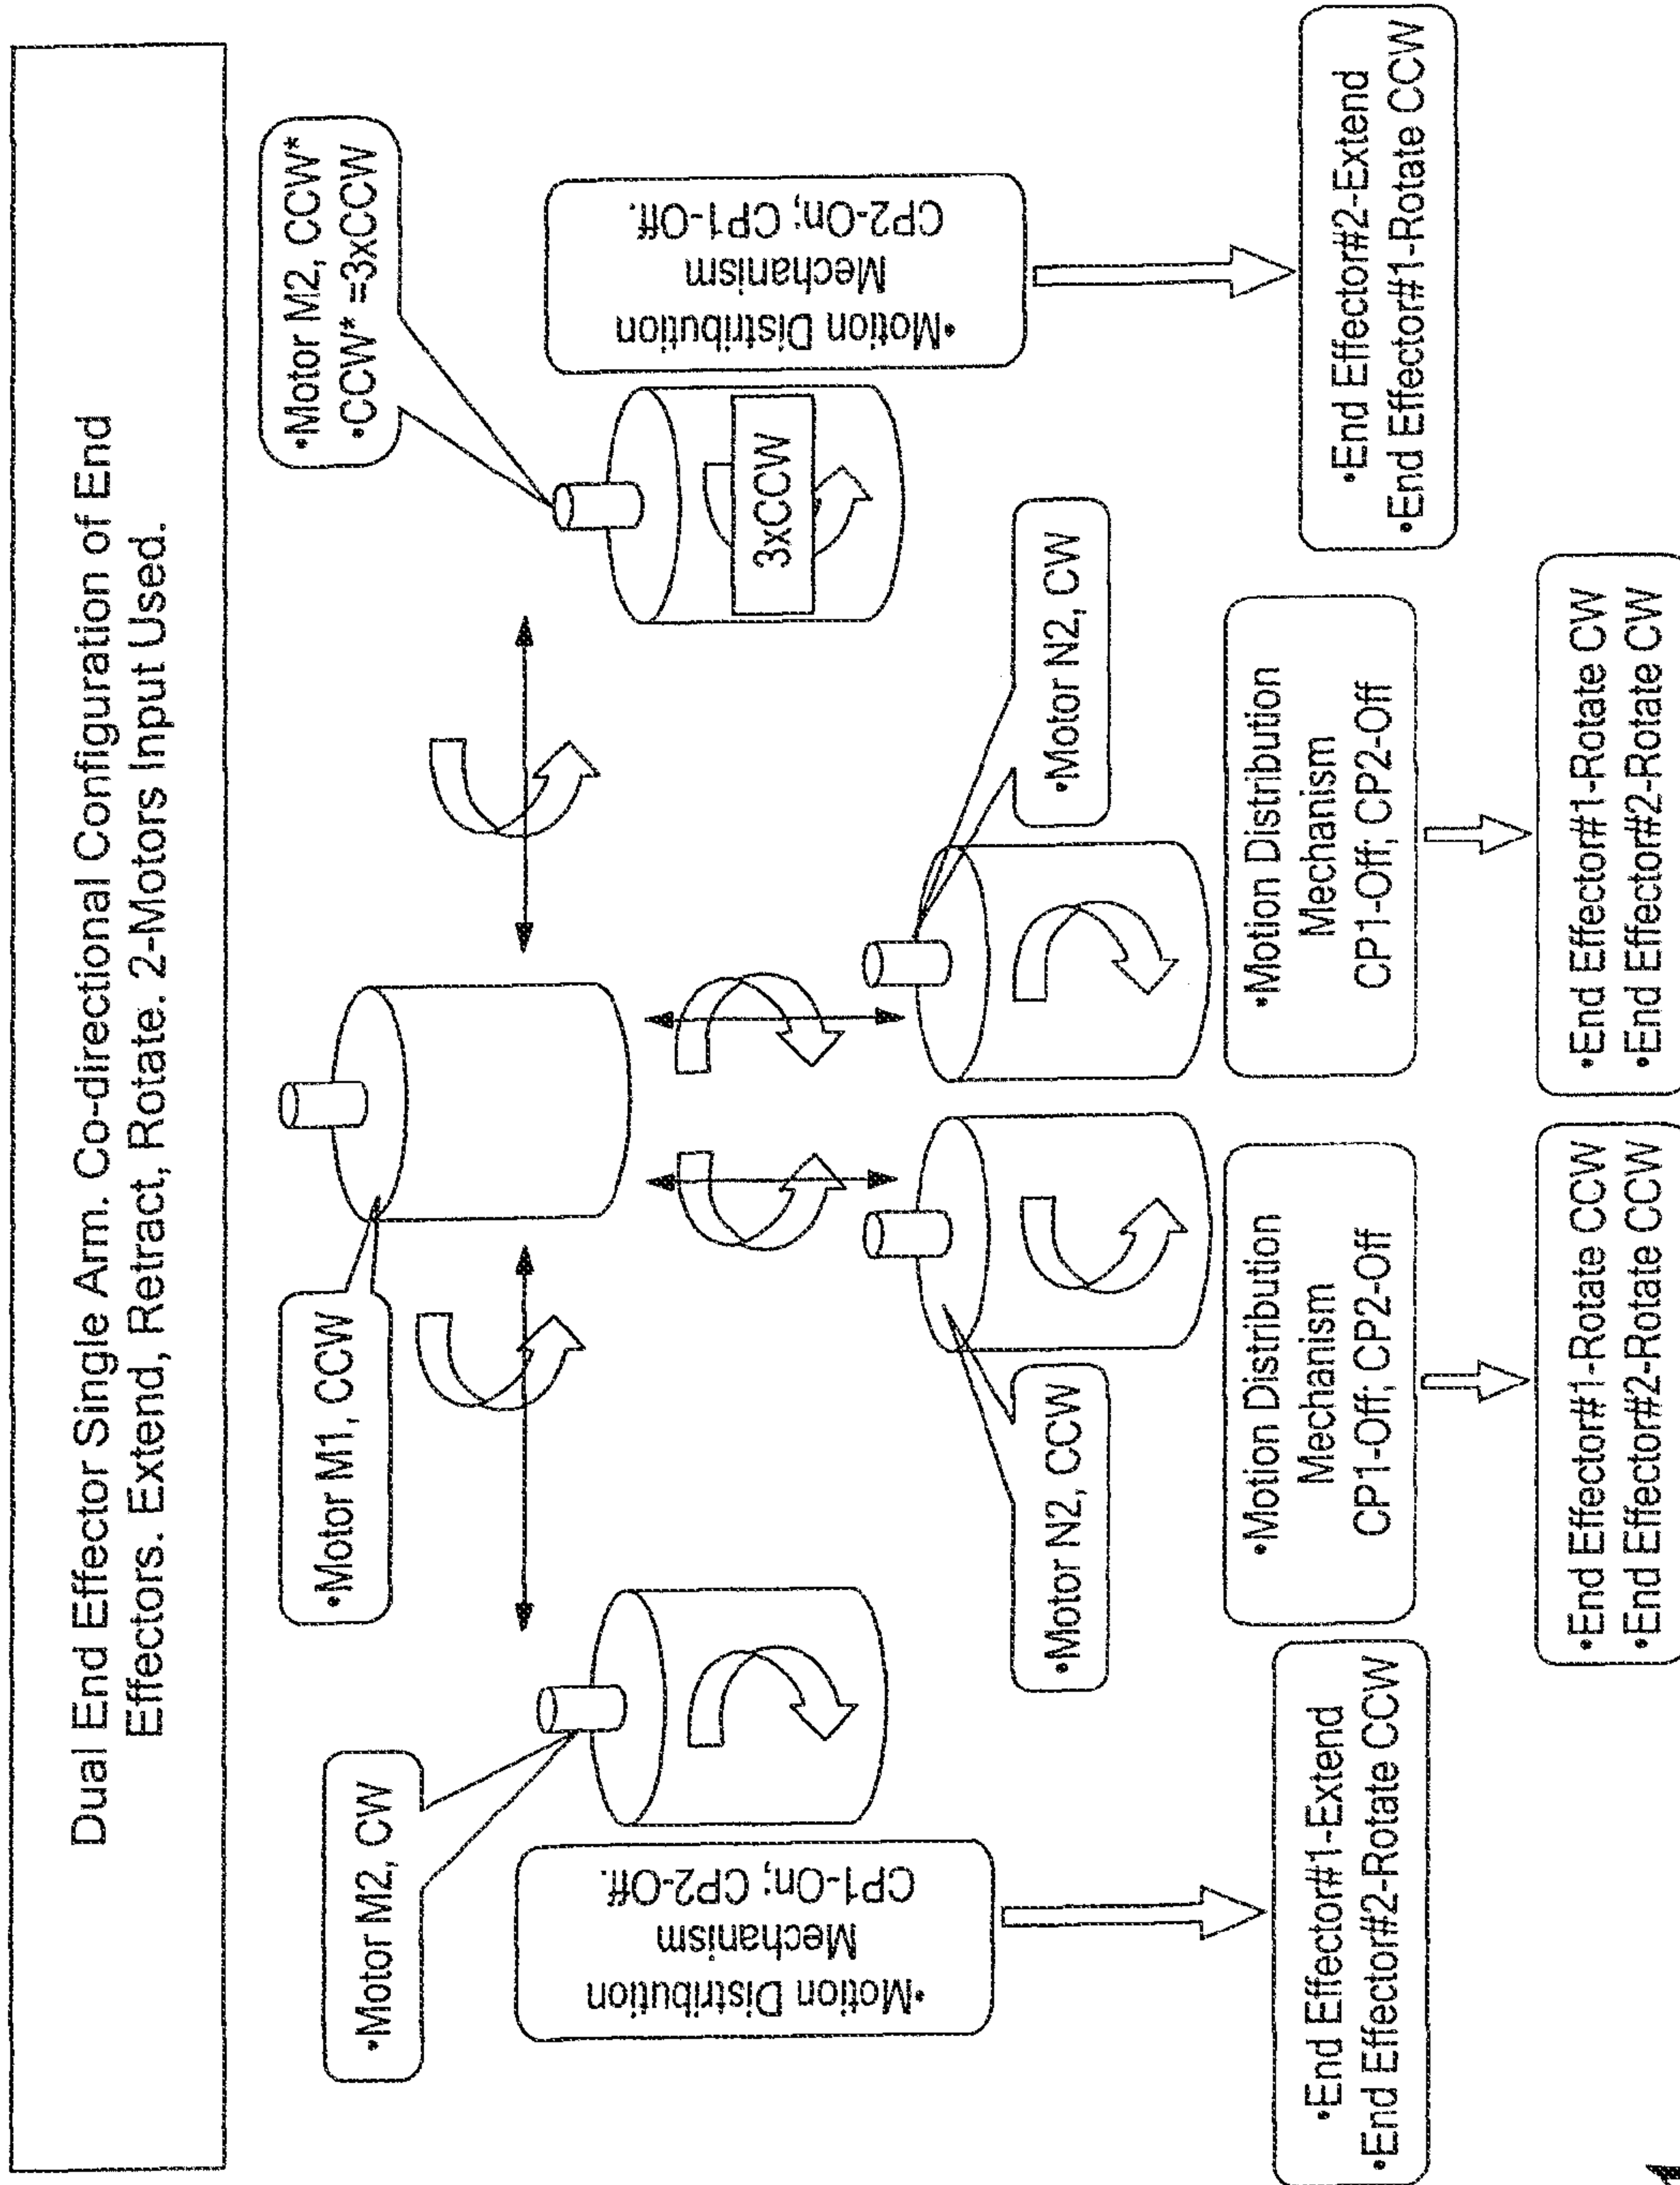 Dual End Effector Single Arm. Co-directional Configuration of End
Effectors. Extend, Retract, Rotate. 2-Motors Input Used.
•Motor M1, CCW
•Motor M2, CCW*
•CCW* =3xCCW
•Motor M2, CW
3xCCW
•Motion Distribution
Mechanism
CP1-On; CP2-Off.
•Motion Distribution
Mechanism
CP2-On; CP1-Off.
•Motor N2, CCW
•Motor N2, CW
•Motion Distribution
Mechanism
CP1-Off; CP2-Off
•Motion Distribution
Mechanism
CP1-Off; CP2-Off
•End Effector#1-Extend
•End Effector#2-Rotate CCW
•End Effector#2-Extend
•End Effector#1-Rotate CCW
•End Effector#1-Rotate CCW
•End Effector#2-Rotate CCW
•End Effector#1-Rotate CW
•End Effector#2-Rotate CW